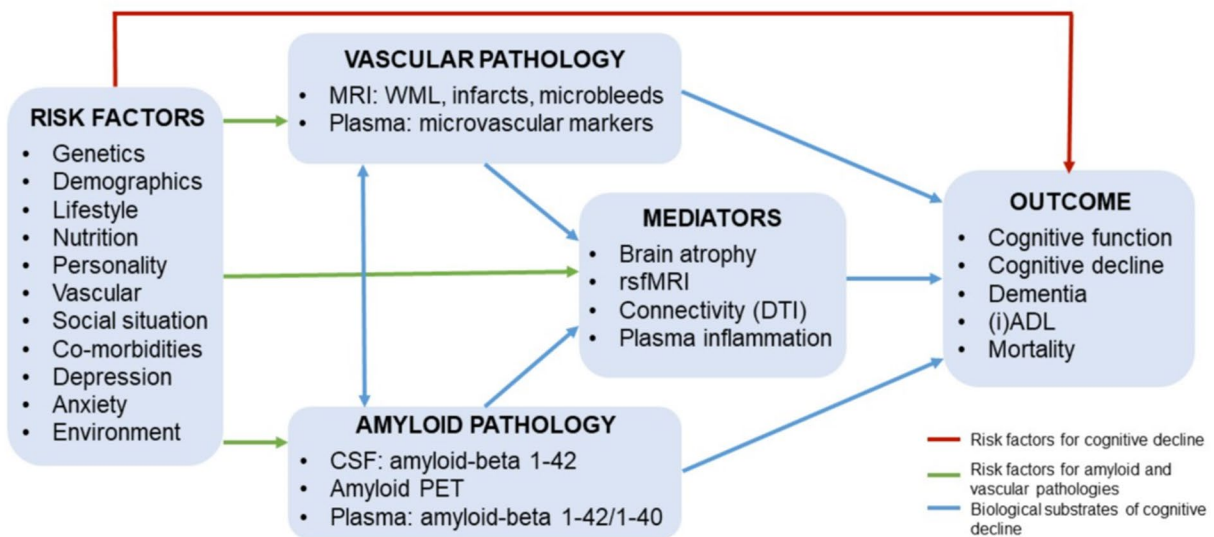 RISK FACTORS
• Genetics
• Demographics
• Lifestyle
• Nutrition
• Personality
• Vascular
• Social situation
• Co-morbidities
• Depression
• Anxiety
• Environment
VASCULAR PATHOLOGY
• MRI: WML, infarcts, microbleeds
• Plasma: microvascular markers
MEDIATORS
• Brain atrophy
• rsfMRI
• Connectivity (DTI)
• Plasma inflammation
AMYLOID PATHOLOGY
• CSF: amyloid-beta 1-42
• Amyloid PET
• Plasma: amyloid-beta 1-42/1-40
OUTCOME
• Cognitive function
• Cognitive decline
• Dementia
• (i)ADL
• Mortality
Risk factors for cognitive decline
Risk factors for amyloid and
vascular pathologies
Biological substrates of cognitive
decline